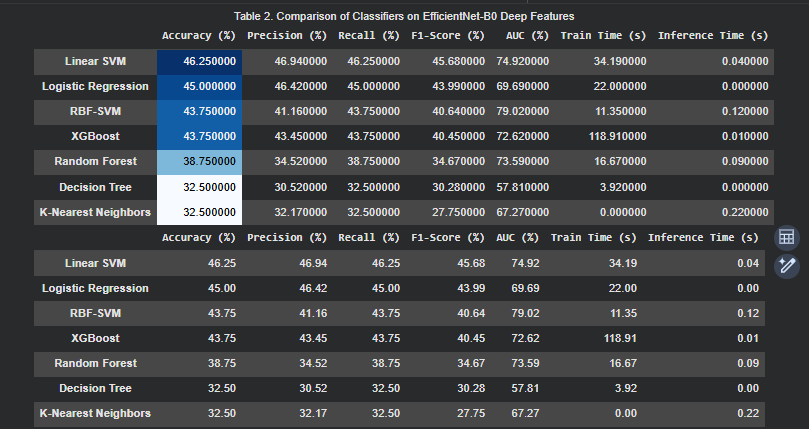 Table 2. Comparison of Classifiers on EfficientNet-B0 Deep Features
Accuracy (%) Precision (%) Recall (%) F1-Score (%) AUC (%) Train Time (s) Inference Time (s)
Linear SVM 46.250000 46.940000 46.250000 45.680000 74.920000 34.190000 0.040000
Logistic Regression 45.000000 46.420000 45.000000 43.990000 69.690000 22.000000 0.000000
RBF-SVM 43.750000 41.160000 43.750000 40.640000 79.020000 11.350000 0.120000
XGBoost 43.750000 43.450000 43.750000 40.450000 72.620000 118.910000 0.010000
Random Forest 38.750000 34.520000 38.750000 34.670000 73.590000 16.670000 0.090000
Decision Tree 32.500000 30.520000 32.500000 30.280000 57.810000 3.920000 0.000000
K-Nearest Neighbors 32.500000 32.170000 32.500000 27.750000 67.270000 0.000000 0.220000
Accuracy (%) Precision (%) Recall (%) F1-Score (%) AUC (%) Train Time (s) Inference Time (s)
Linear SVM 46.25 46.94 46.25 45.68 74.92 34.19 0.04
Logistic Regression 45.00 46.42 45.00 43.99 69.69 22.00 0.00
RBF-SVM 43.75 41.16 43.75 40.64 79.02 11.35 0.12
XGBoost 43.75 43.45 43.75 40.45 72.62 118.91 0.01
Random Forest 38.75 34.52 38.75 34.67 73.59 16.67 0.09
Decision Tree 32.50 30.52 32.50 30.28 57.81 3.92 0.00
K-Nearest Neighbors 32.50 32.17 32.50 27.75 67.27 0.00 0.22